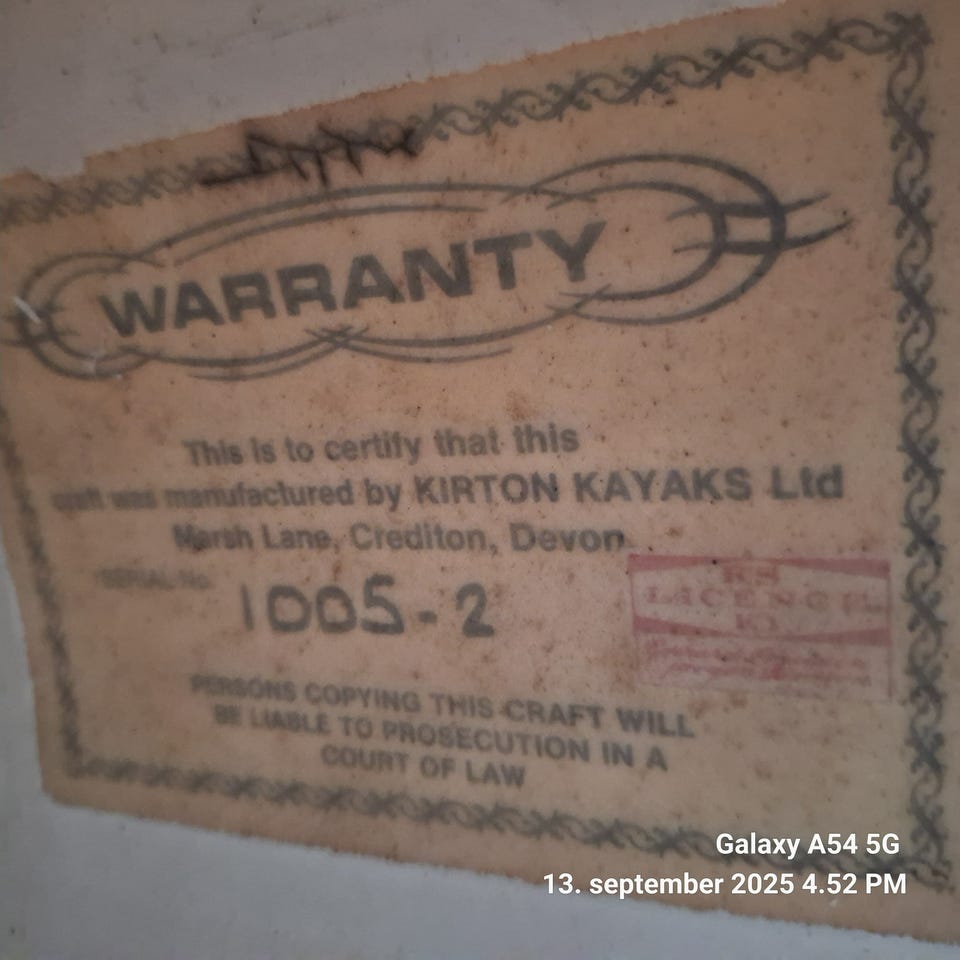 WARRANTY
This is to certify that this
craft was manufactured by KIRTON KAYAKS Ltd
Marsh Lane, Crediton, Devon
SERIAL No.
1005-2
LICENCE
PERSONS COPYING THIS CRAFT WILL
BE LIABLE TO PROSECUTION IN A
COURT OF LAW
Galaxy A54 5G
13. september 2025 4.52 PM